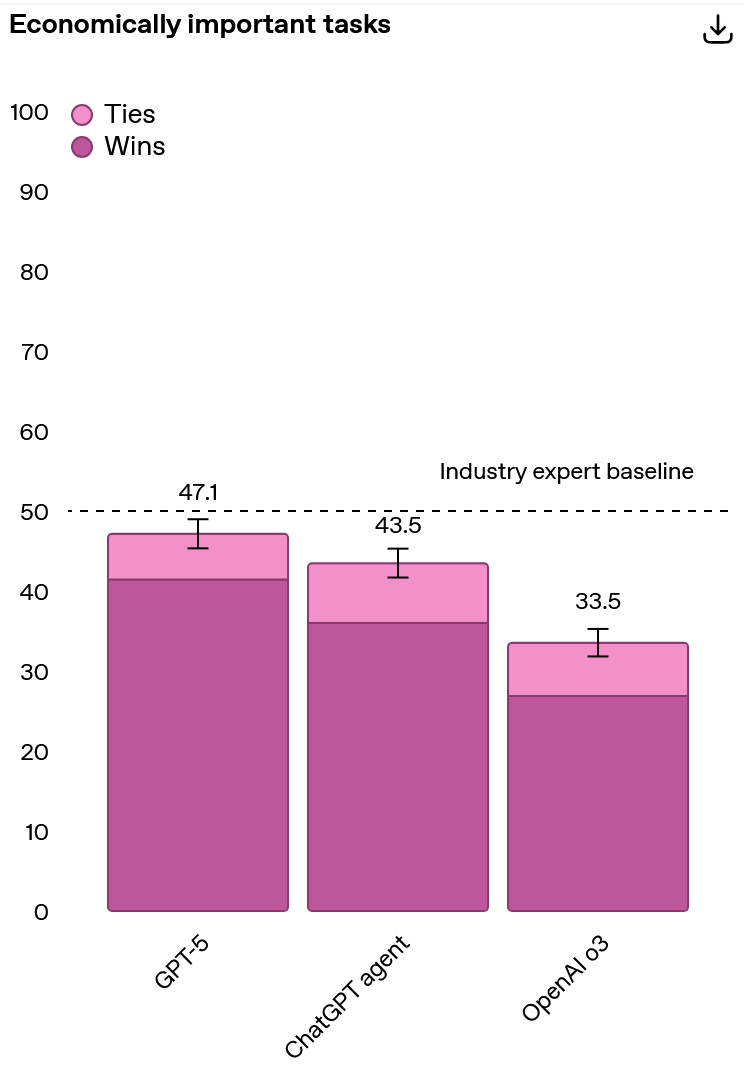 Economically important tasks
100
Ties
Wins
90
80
70
60
Industry expert baseline
47.1
50
43.5
40
33.5
30
20
10
0
GPT-5
ChatGPT agent
OpenAI o3